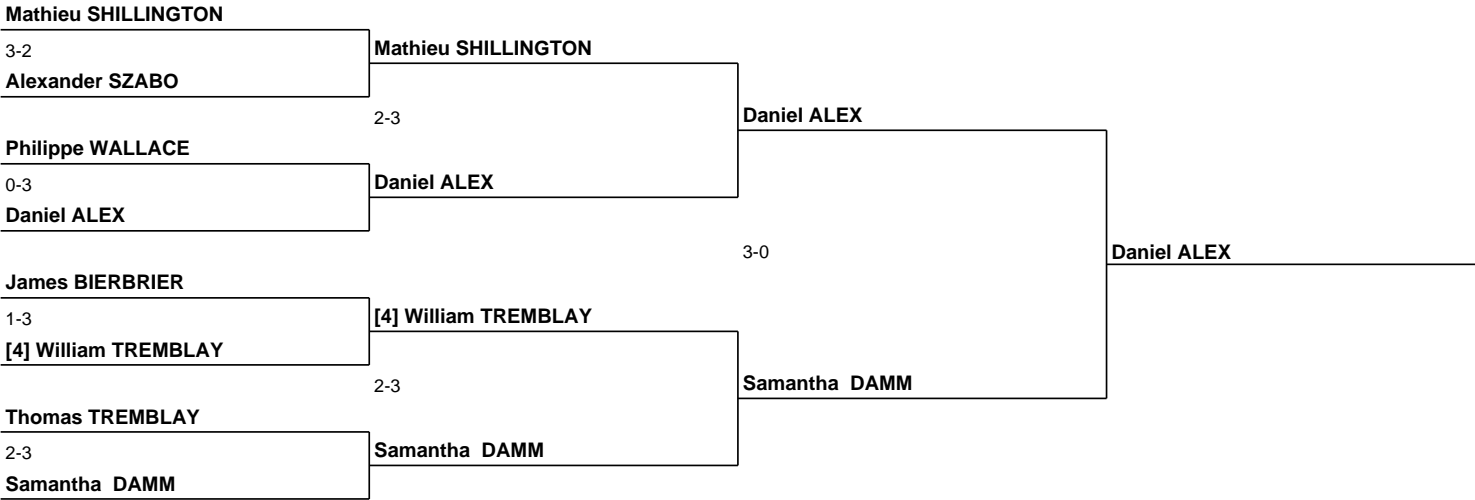 Mathieu SHILLINGTON
3-2
Mathieu SHILLINGTON
Alexander SZABO
2-3
Daniel ALEX
Philippe WALLACE
0-3
Daniel ALEX
Daniel ALEX
3-0
Daniel ALEX
James BIERBRIER
1-3
[4] William TREMBLAY
[4] William TREMBLAY
2-3
Samantha  DAMM
Thomas TREMBLAY
2-3
Samantha  DAMM
Samantha  DAMM